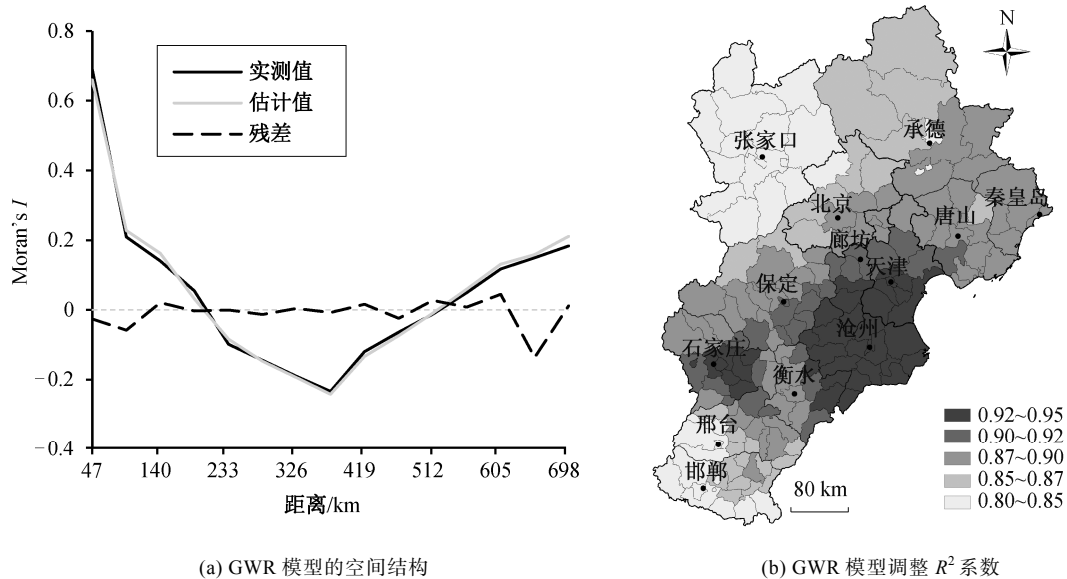 0.8
0.6
0.4
0.2
0
−0.2
−0.4
Moran's I
实测值
估计值
残差
47 140 233 326 419 512 605 698
距离/km
(a) GWR 模型的空间结构
N
张家口
承德
北京
秦皇岛
唐山
廊坊
天津
保定
沧州
石家庄
衡水
邢台
邯郸
80 km
0.92~0.95
0.90~0.92
0.87~0.90
0.85~0.87
0.80~0.85
(b) GWR 模型调整 R² 系数